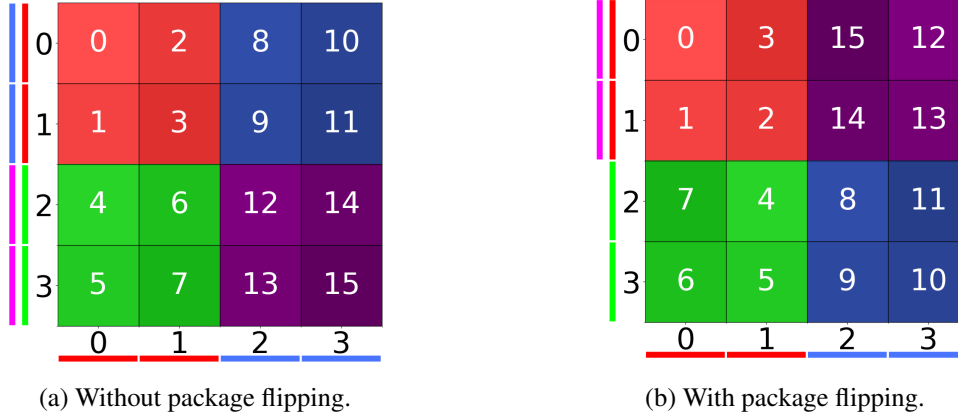 0 0 2 8 10
1 1 3 9 11
2 4 6 12 14
3 5 7 13 15
0 1 2 3
(a) Without package flipping.
0 0 3 15 12
1 1 2 14 13
2 7 4 8 11
3 6 5 9 10
0 1 2 3
(b) With package flipping.